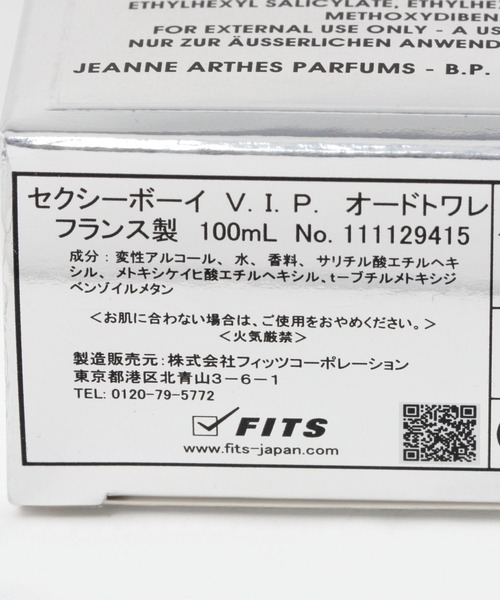 ETHYLHEXYL SALICYLATE, ETHYLHE
METHOXYDIBEN
FOR EXTERNAL USE ONLY - A US
NUR ZUR ÄUSSERLICHEN ANWEND
JEANNE ARTHES PARFUMS - B.P.
セクシーボーイ V.I.P. オードトワレ
フランス製 100mL No. 111129415
成分：変性アルコール、水、香料、サリチル酸エチルヘキ
シル、メトキシケイヒ酸エチルヘキシル、tーブチルメトキシジ
ベンゾイルメタン
＜お肌に合わない場合は、ご使用をおやめください。＞
＜火気厳禁＞
製造販売元：株式会社フィッツコーポレーション
東京都港区北青山3－6－1
TEL: 0120-79-5772
FITS
www.fits-japan.com